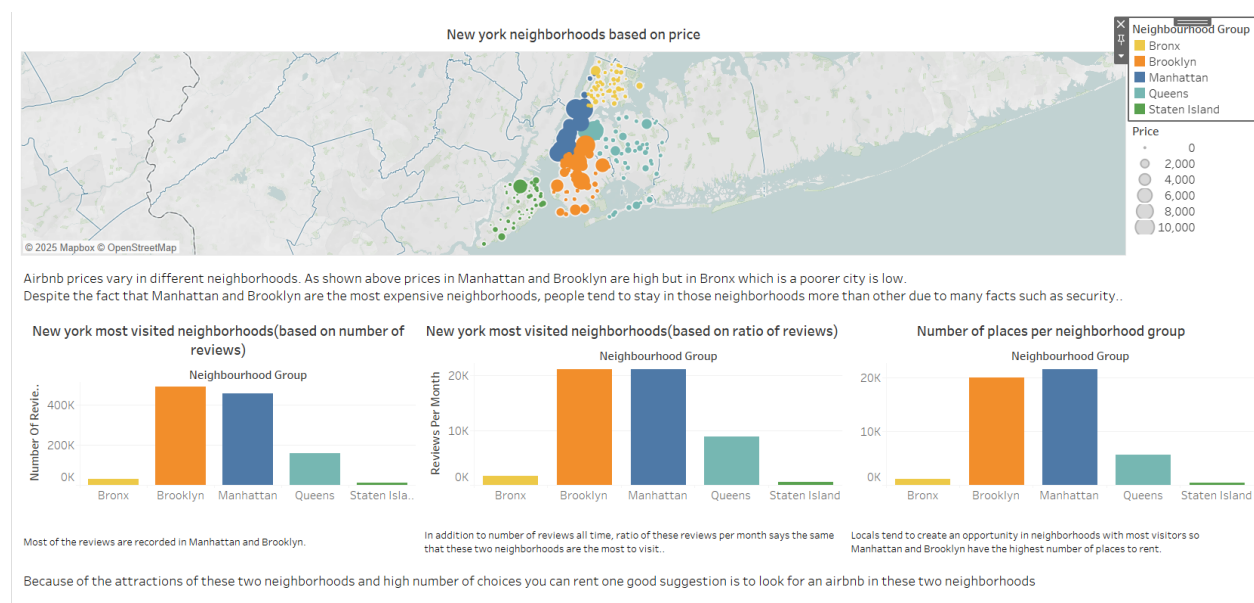 New york neighborhoods based on price
Neighbourhood Group
Bronx
Brooklyn
Manhattan
Queens
Staten Island
Price
0
2,000
4,000
6,000
8,000
10,000
© 2025 Mapbox © OpenStreetMap
Airbnb prices vary in different neighborhoods. As shown above prices in Manhattan and Brooklyn are high but in Bronx which is a poorer city is low.
Despite the fact that Manhattan and Brooklyn are the most expensive neighborhoods, people tend to stay in those neighborhoods more than other due to many facts such as security..
New york most visited neighborhoods(based on number of
reviews)
Neighbourhood Group
Number Of Revie..
400K
200K
0K
Bronx
Brooklyn
Manhattan
Queens
Staten Isla..
Most of the reviews are recorded in Manhattan and Brooklyn.
New york most visited neighborhoods(based on ratio of reviews)
Neighbourhood Group
Reviews Per Month
20K
10K
0K
Bronx
Brooklyn
Manhattan
Queens
Staten Island
In addition to number of reviews all time, ratio of these reviews per month says the same
that these two neighborhoods are the most to visit..
Number of places per neighborhood group
Neighbourhood Group
20K
10K
0K
Bronx
Brooklyn
Manhattan
Queens
Staten Island
Locals tend to create an opportunity in neighborhoods with most visitors so
Manhattan and Brooklyn have the highest number of places to rent.
Because of the attractions of these two neighborhoods and high number of choices you can rent one good suggestion is to look for an airbnb in these two neighborhoods